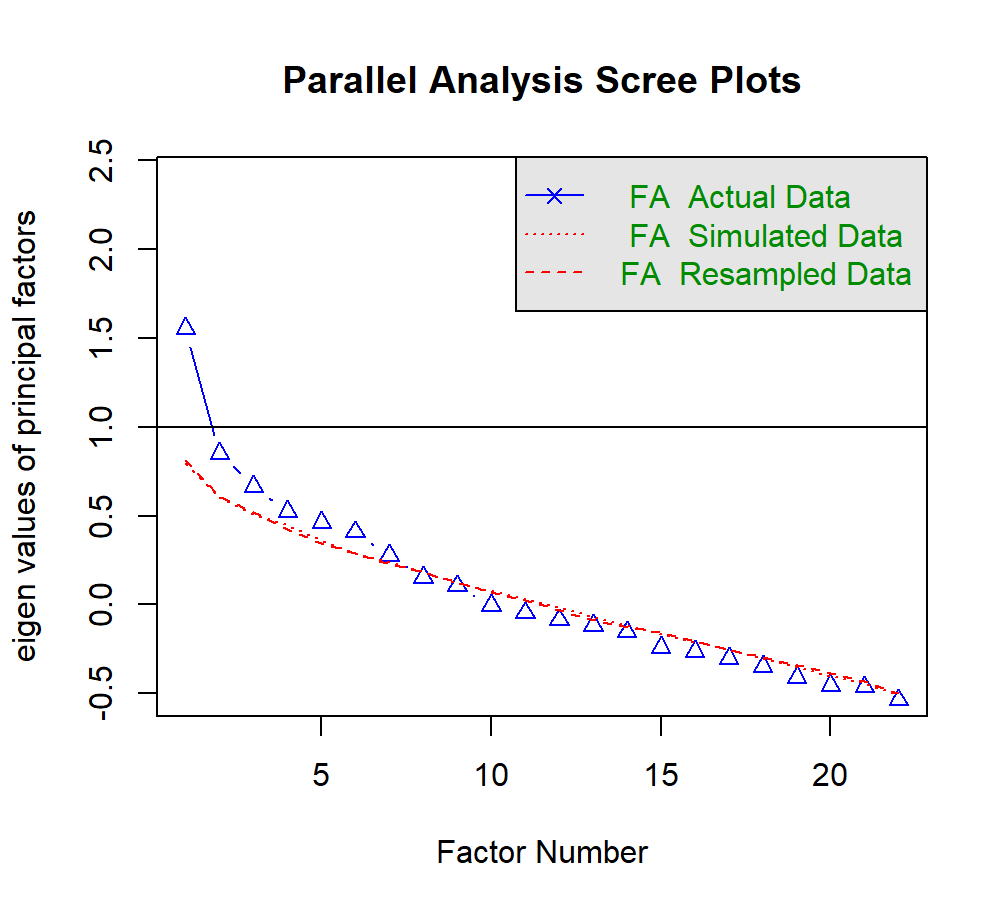 Parallel Analysis Scree Plots
eigen values of principal factors
2.5
2.0
1.5
1.0
0.5
0.0
-0.5
FA Actual Data
FA Simulated Data
FA Resampled Data
5 10 15 20
Factor Number